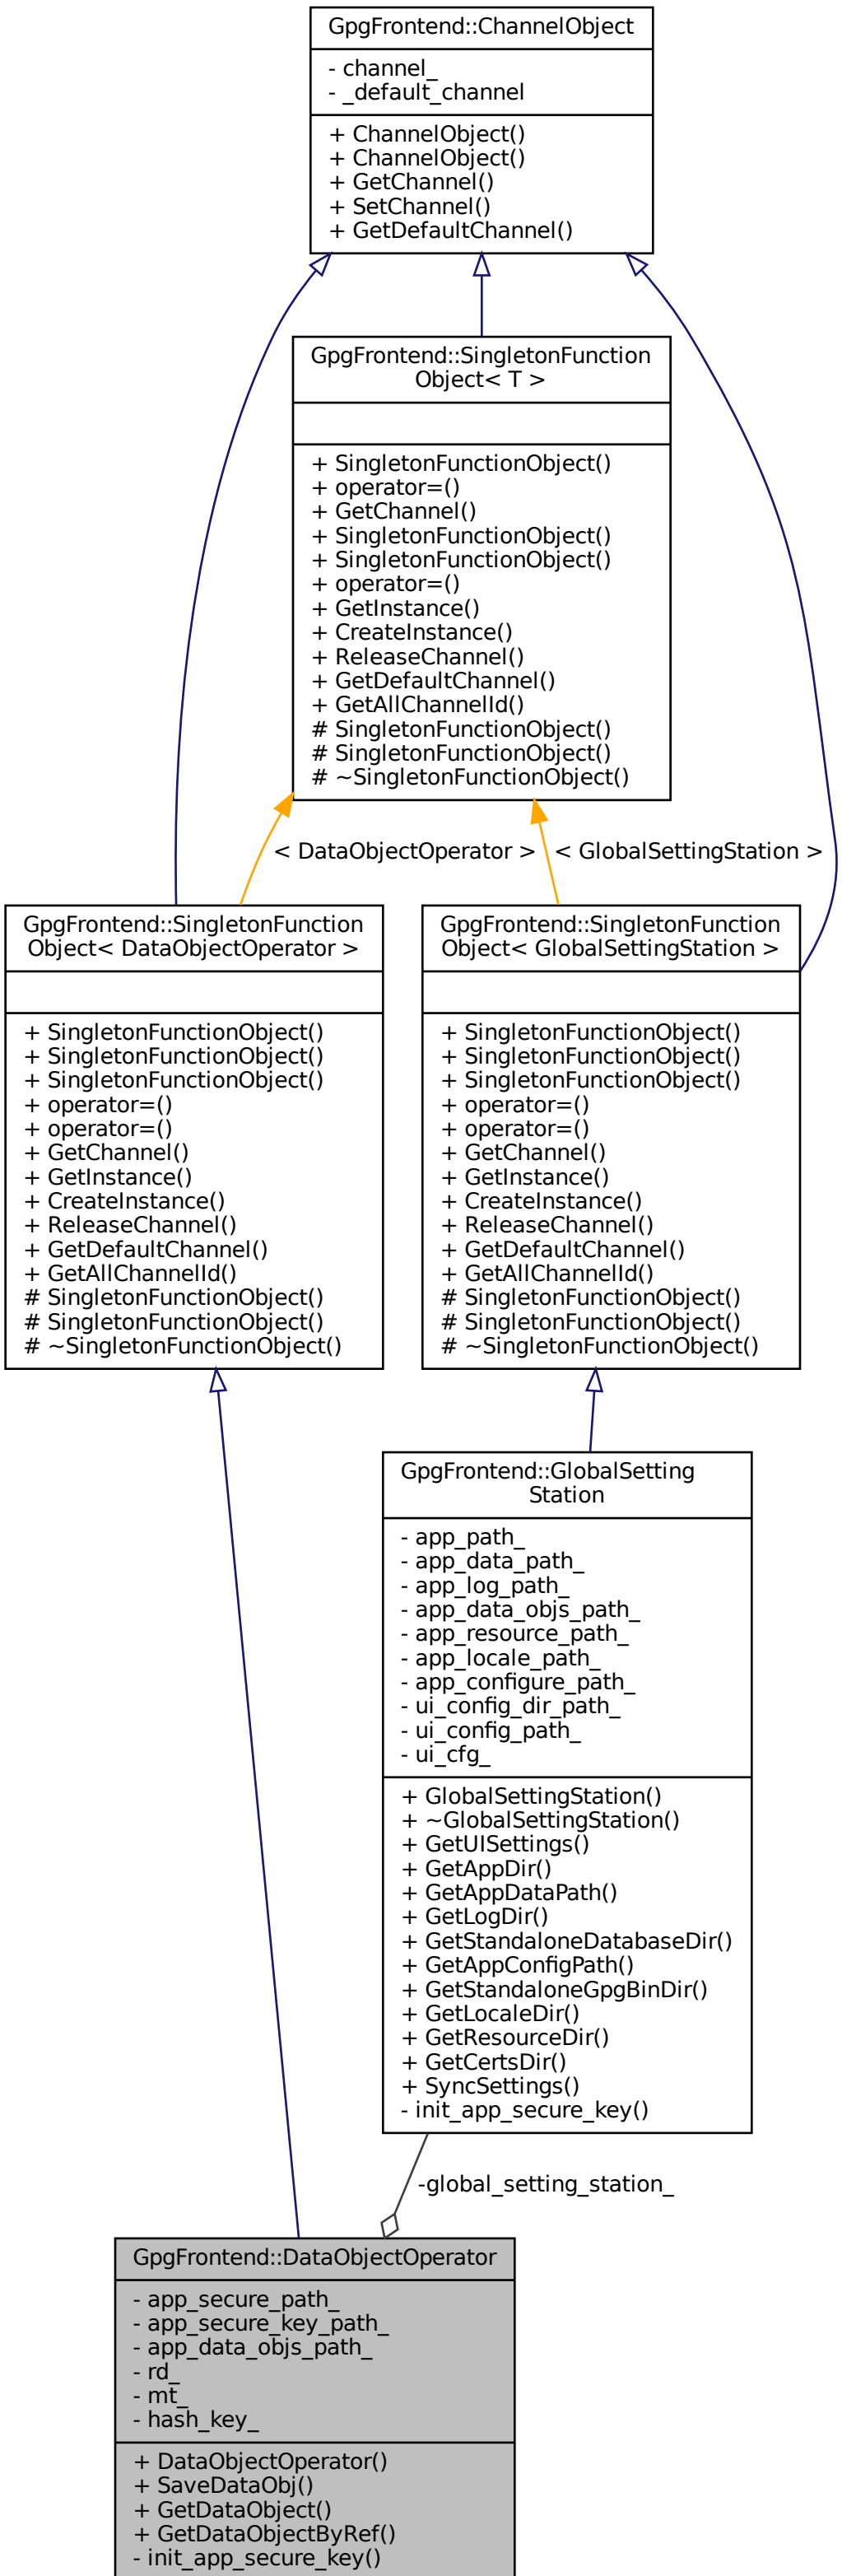 GpgFrontend::ChannelObject
- channel_
- _default_channel
+ ChannelObject()
+ ChannelObject()
+ GetChannel()
+ SetChannel()
+ GetDefaultChannel()
GpgFrontend::SingletonFunction
Object< T >
+ SingletonFunctionObject()
+ operator=()
+ GetChannel()
+ SingletonFunctionObject()
+ SingletonFunctionObject()
+ operator=()
+ GetInstance()
+ CreateInstance()
+ ReleaseChannel()
+ GetDefaultChannel()
+ GetAllChannelId()
# SingletonFunctionObject()
# SingletonFunctionObject()
# ~SingletonFunctionObject()
< DataObjectOperator >
< GlobalSettingStation >
GpgFrontend::SingletonFunction
Object< DataObjectOperator >
+ SingletonFunctionObject()
+ SingletonFunctionObject()
+ SingletonFunctionObject()
+ operator=()
+ operator=()
+ GetChannel()
+ GetInstance()
+ CreateInstance()
+ ReleaseChannel()
+ GetDefaultChannel()
+ GetAllChannelId()
# SingletonFunctionObject()
# SingletonFunctionObject()
# ~SingletonFunctionObject()
GpgFrontend::SingletonFunction
Object< GlobalSettingStation >
+ SingletonFunctionObject()
+ SingletonFunctionObject()
+ SingletonFunctionObject()
+ operator=()
+ operator=()
+ GetChannel()
+ GetInstance()
+ CreateInstance()
+ ReleaseChannel()
+ GetDefaultChannel()
+ GetAllChannelId()
# SingletonFunctionObject()
# SingletonFunctionObject()
# ~SingletonFunctionObject()
GpgFrontend::GlobalSetting
Station
- app_path_
- app_data_path_
- app_log_path_
- app_data_objs_path_
- app_resource_path_
- app_locale_path_
- app_configure_path_
- ui_config_dir_path_
- ui_config_path_
- ui_cfg_
+ GlobalSettingStation()
+ ~GlobalSettingStation()
+ GetUISettings()
+ GetAppDir()
+ GetAppDataPath()
+ GetLogDir()
+ GetStandaloneDatabaseDir()
+ GetAppConfigPath()
+ GetStandaloneGpgBinDir()
+ GetLocaleDir()
+ GetResourceDir()
+ GetCertsDir()
+ SyncSettings()
- init_app_secure_key()
-global_setting_station_
GpgFrontend::DataObjectOperator
- app_secure_path_
- app_secure_key_path_
- app_data_objs_path_
- rd_
- mt_
- hash_key_
+ DataObjectOperator()
+ SaveDataObj()
+ GetDataObject()
+ GetDataObjectByRef()
- init_app_secure_key()